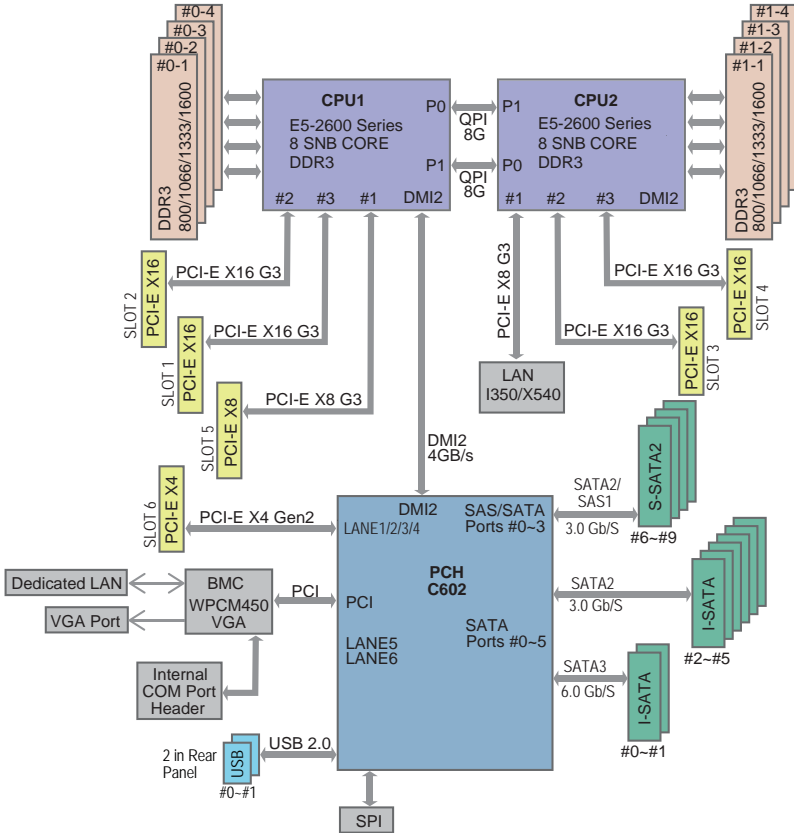 #0-4
#0-3
#0-2
#0-1
DDR3
800/1066/1333/1600
CPU1
E5-2600 Series
8 SNB CORE
DDR3
P0
P1
#2
#3
#1
DMI2
QPI
8G
QPI
8G
CPU2
P1
E5-2600 Series
8 SNB CORE
P0
DDR3
#1
#2
#3
DMI2
#1-4
#1-3
#1-2
#1-1
DDR3
800/1066/1333/1600
SLOT 2
PCI-E X16
PCI-E X16 G3
SLOT 1
PCI-E X16
PCI-E X16 G3
SLOT 5
PCI-E X8
PCI-E X8 G3
PCI-E X8 G3
LAN
I350/X540
PCI-E X16 G3
PCI-E X16
SLOT 4
PCI-E X16 G3
PCI-E X16
SLOT 3
DMI2
4GB/s
SLOT 6
PCI-E X4
PCI-E X4 Gen2
DMI2
LANE1/2/3/4
SAS/SATA
Ports #0~3
PCH
C602
PCI
LANE5
LANE6
SATA
Ports #0~5
SATA2/
SAS1
3.0 Gb/S
S-SATA2
#6~#9
SATA2
3.0 Gb/S
I-SATA
#2~#5
SATA3
6.0 Gb/S
I-SATA
#0~#1
Dedicated LAN
VGA Port
BMC
WPCM450
VGA
PCI
Internal
COM Port
Header
2 in Rear
Panel
USB
#0~#1
USB 2.0
SPI